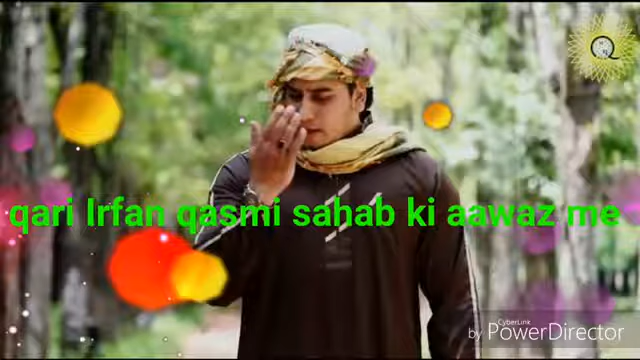 Q
qari Irfan qasmi sahab ki aawaz me
CyberLink
by PowerDirector